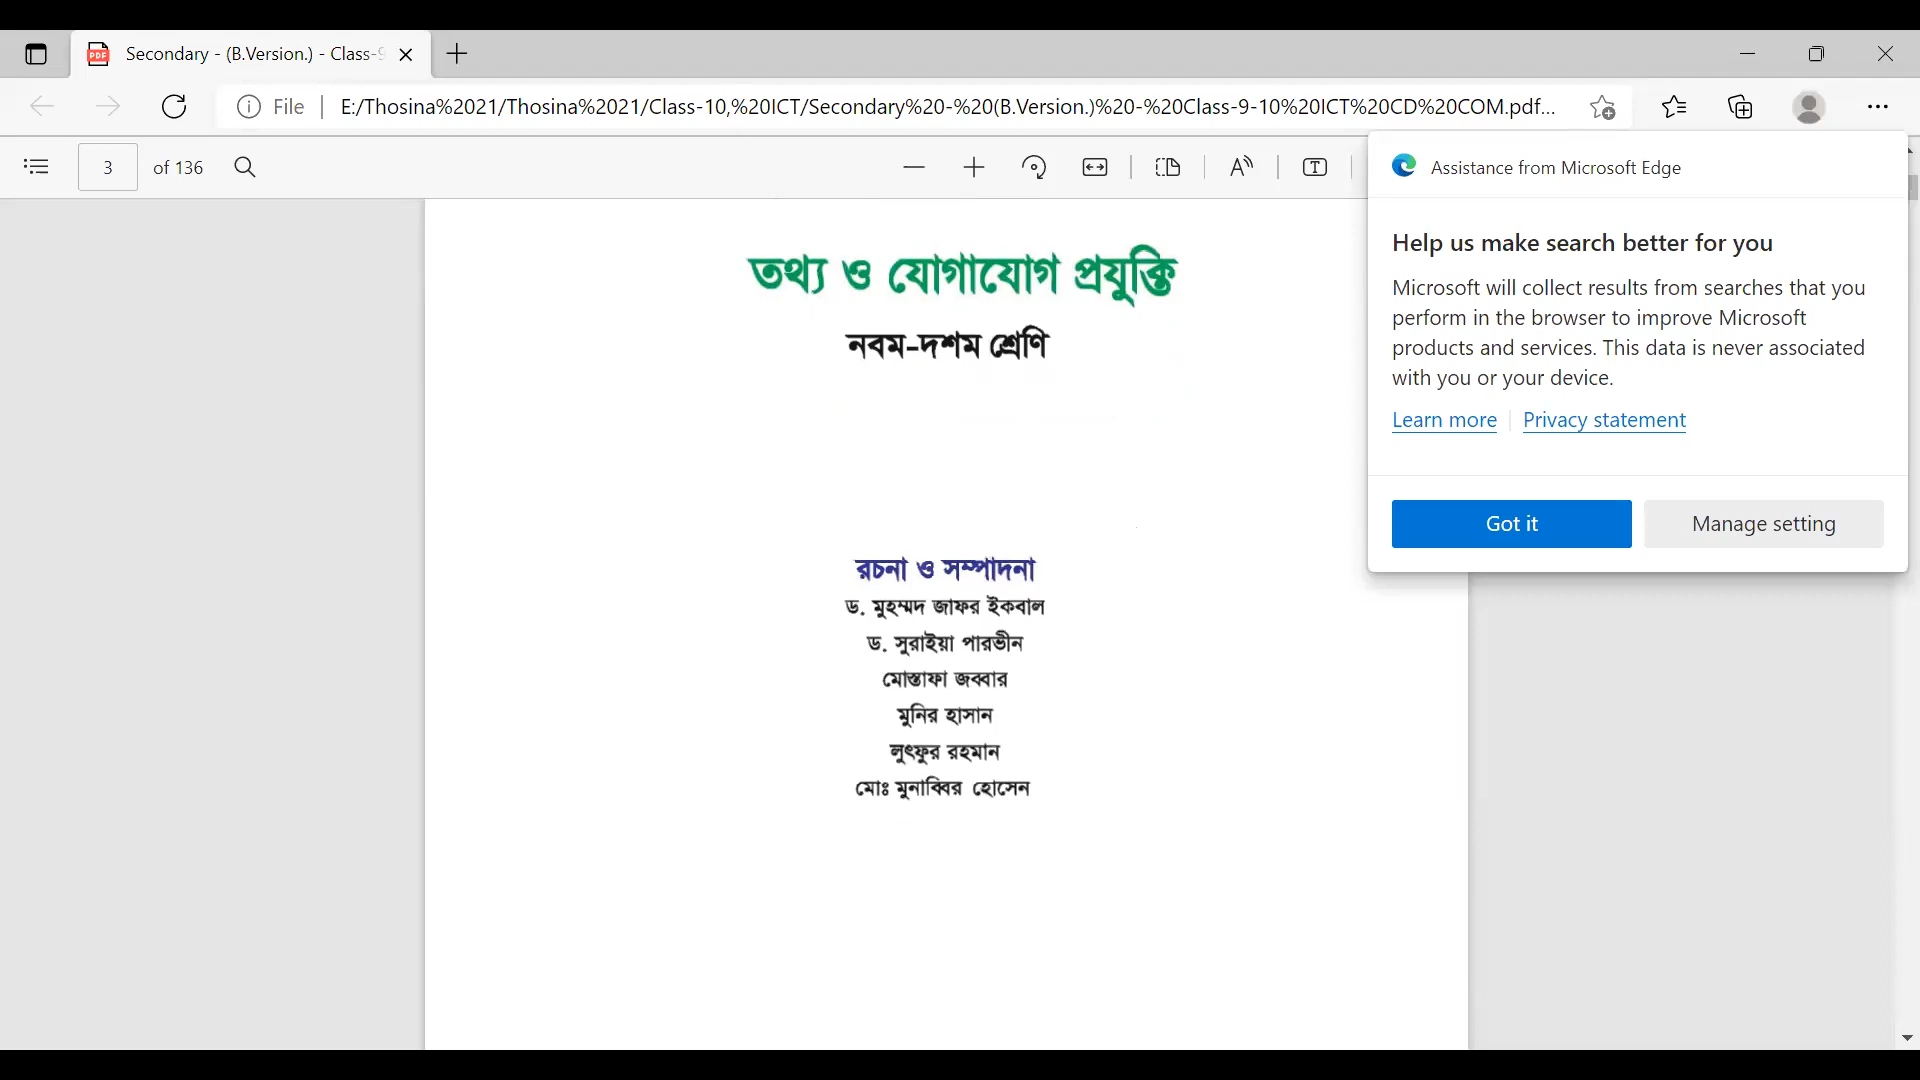 Secondary - (B.Version.) - Class-9
File
E:/Thosina%2021/Thosina%2021/Class-10,%20ICT/Secondary%20-%20(B.Version.)%20-%20Class-9-10%20ICT%20CD%20COM.pdf...
3 of 136
Assistance from Microsoft Edge
Help us make search better for you
Microsoft will collect results from searches that you
perform in the browser to improve Microsoft
products and services. This data is never associated
with you or your device.
Learn more Privacy statement
Got it Manage setting
তথ্য ও যোগাযোগ প্রযুক্তি
নবম-দশম শ্রেণি
রচনা ও সম্পাদনা
ড. মুহম্মদ জাফর ইকবাল
ড. সুরাইয়া পারভীন
মোস্তাফা জব্বার
মুনির হাসান
লুৎফুর রহমান
মোঃ মুনাব্বির হোসেন